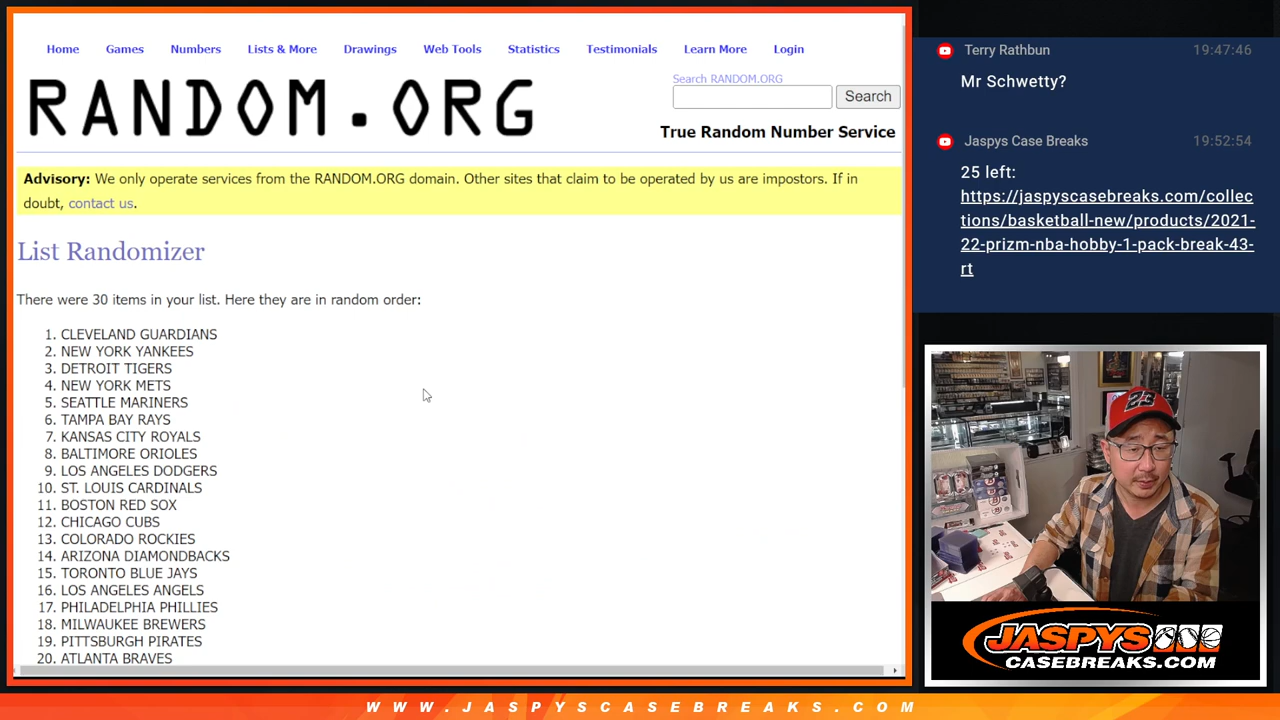 Home Games Numbers Lists & More Drawings Web Tools Statistics Testimonials Learn More Login
RANDOM.ORG
Search RANDOM.ORG
Search
True Random Number Service
Advisory: We only operate services from the RANDOM.ORG domain. Other sites that claim to be operated by us are impostors. If in
doubt, contact us.
List Randomizer
There were 30 items in your list. Here they are in random order:
1. CLEVELAND GUARDIANS
2. NEW YORK YANKEES
3. DETROIT TIGERS
4. NEW YORK METS
5. SEATTLE MARINERS
6. TAMPA BAY RAYS
7. KANSAS CITY ROYALS
8. BALTIMORE ORIOLES
9. LOS ANGELES DODGERS
10. ST. LOUIS CARDINALS
11. BOSTON RED SOX
12. CHICAGO CUBS
13. COLORADO ROCKIES
14. ARIZONA DIAMONDBACKS
15. TORONTO BLUE JAYS
16. LOS ANGELES ANGELS
17. PHILADELPHIA PHILLIES
18. MILWAUKEE BREWERS
19. PITTSBURGH PIRATES
20. ATLANTA BRAVES
Terry Rathbun 19:47:46
Mr Schwetty?
Jaspys Case Breaks 19:52:54
25 left:
https://jaspyscasebreaks.com/collec
tions/basketball-new/products/2021-
22-prizm-nba-hobby-1-pack-break-43-
rt
23
JASPYS
CASEBREAKS.COM
WWW.JASPYSCASEBREAKS.COM